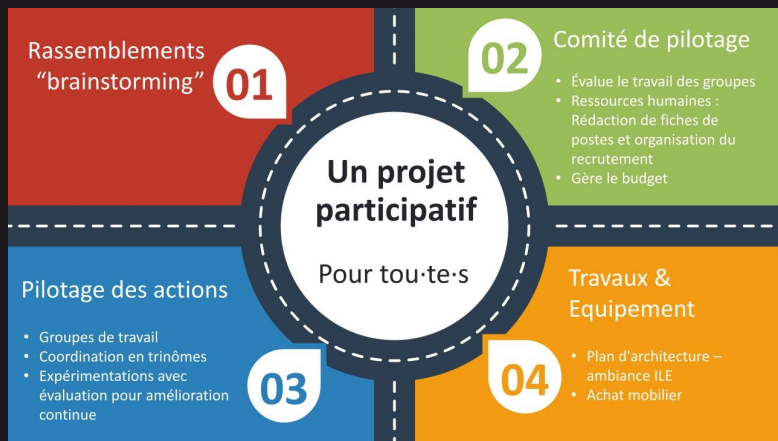 Rassemblements
“brainstorming”
01
02
Comité de pilotage
• Évalue le travail des groupes
• Ressources humaines :
Rédaction de fiches de
postes et organisation du
recrutement
• Gère le budget
Un projet
participatif
Pour tou·te·s
Pilotage des actions
• Groupes de travail
• Coordination en trinômes
• Expérimentations avec
évaluation pour amélioration
continue
03
Travaux &
Equipement
04
• Plan d'architecture –
ambiance ILE
• Achat mobilier